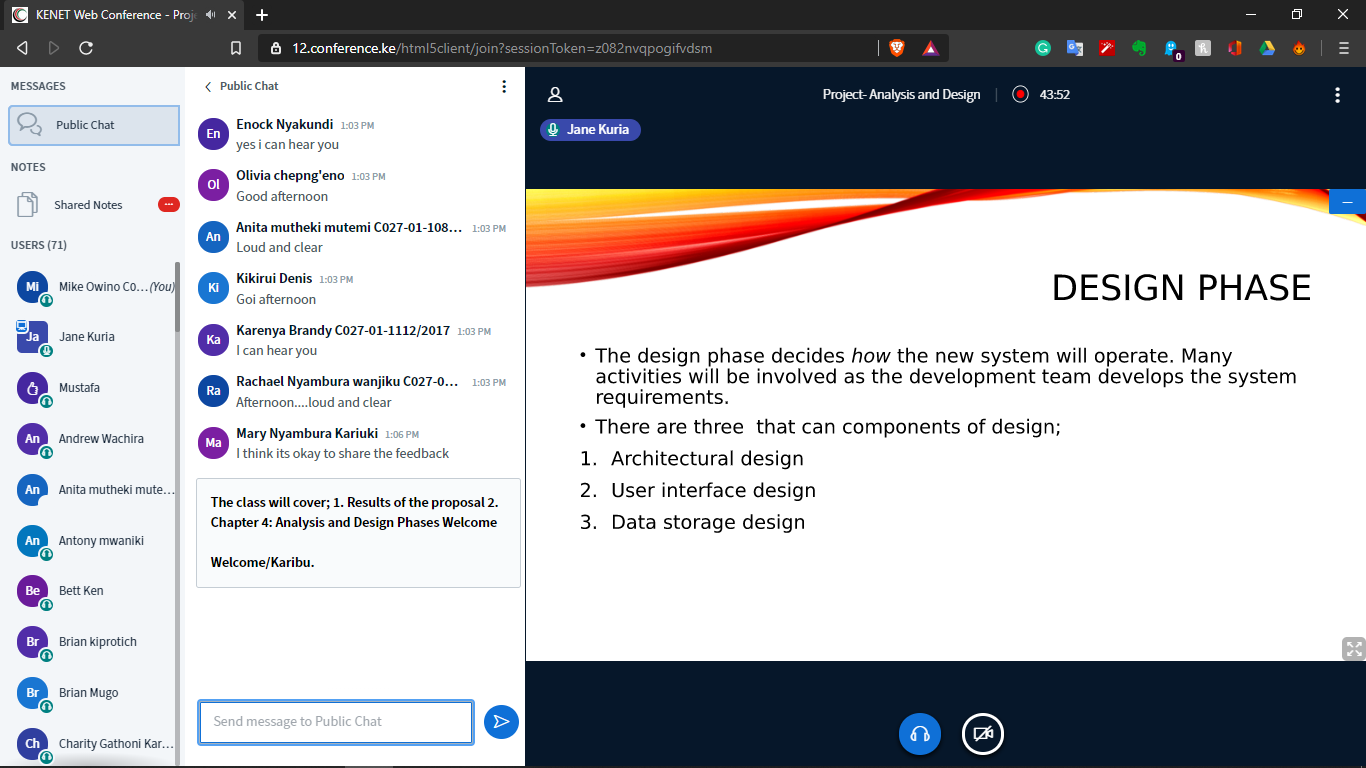 KENET Web Conference - Proj
12.conference.ke/html5client/join?sessionToken=z082nvqpogifvdsm
0
MESSAGES
Public Chat
NOTES
Shared Notes
USERS (71)
Mi
Mike Owino C0...(You)
Ja
Jane Kuria
Mustafa
An
Andrew Wachira
An
Anita mutheki mute...
An
Antony mwaniki
Be
Bett Ken
Br
Brian kiprotich
Br
Brian Mugo
Ch
Charity Gathoni Kar...
Public Chat
En
Enock Nyakundi 1:03 PM
yes i can hear you
Ol
Olivia chepng'eno 1:03 PM
Good afternoon
An
Anita mutheki mutemi C027-01-108... 1:03 PM
Loud and clear
Ki
Kikirui Denis 1:03 PM
Goi afternoon
Ka
Karenya Brandy C027-01-1112/2017 1:03 PM
I can hear you
Ra
Rachael Nyambura wanjiku C027-0... 1:03 PM
Afternoon....loud and clear
Ma
Mary Nyambura Kariuki 1:06 PM
I think its okay to share the feedback
The class will cover; 1. Results of the proposal 2.
Chapter 4: Analysis and Design Phases Welcome
Welcome/Karibu.
Send message to Public Chat
Project- Analysis and Design | 43:52
Jane Kuria
DESIGN PHASE
• The design phase decides how the new system will operate. Many
activities will be involved as the development team develops the system
requirements.
• There are three  that can components of design;
1. Architectural design
2. User interface design
3. Data storage design